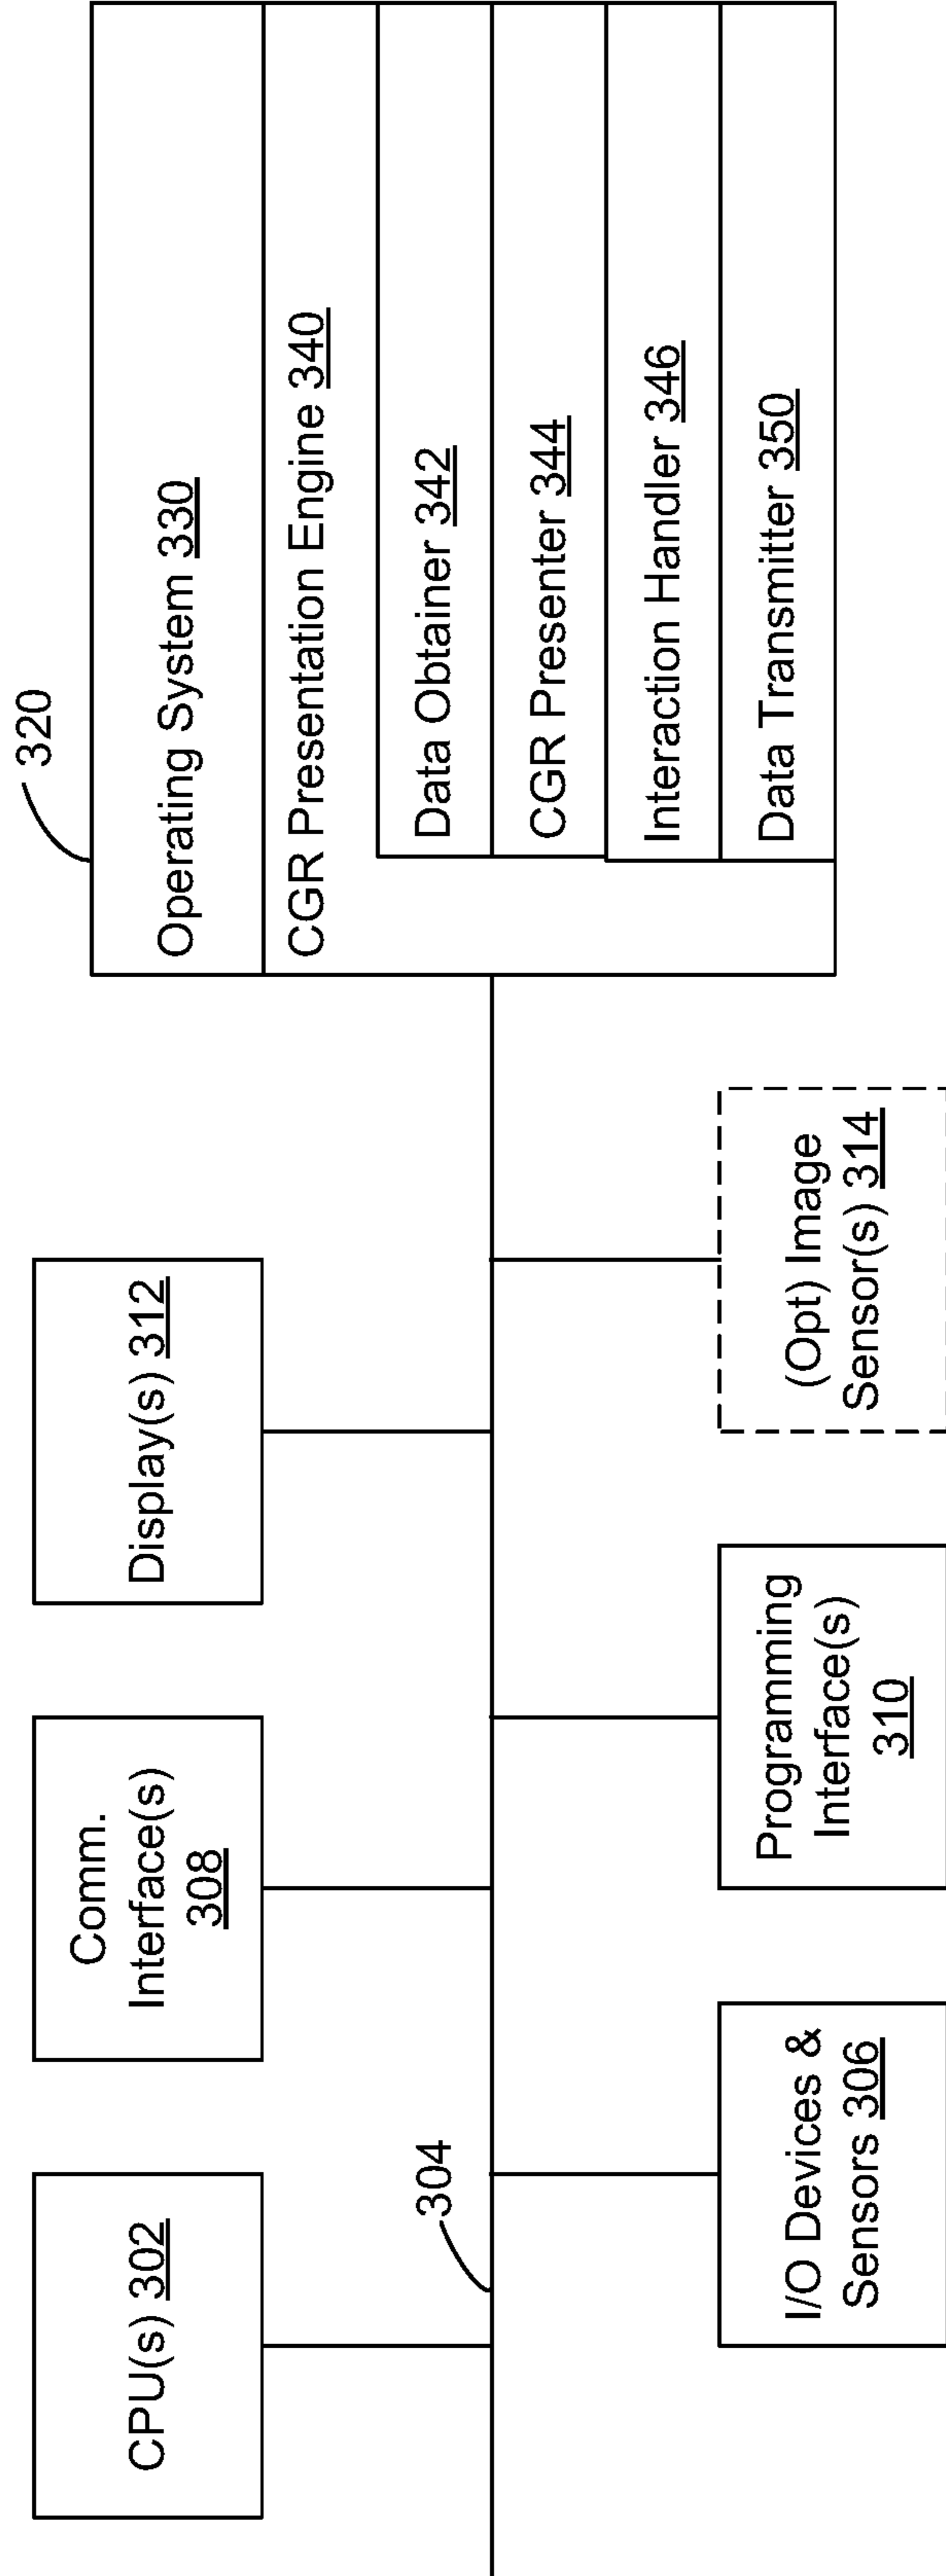 CPU(s) 302
Comm.
Interface(s)
308
Display(s) 312
304
I/O Devices &
Sensors 306
Programming
Interface(s)
310
(Opt) Image
Sensor(s) 314
320
Operating System 330
CGR Presentation Engine 340
Data Obtainer 342
CGR Presenter 344
Interaction Handler 346
Data Transmitter 350